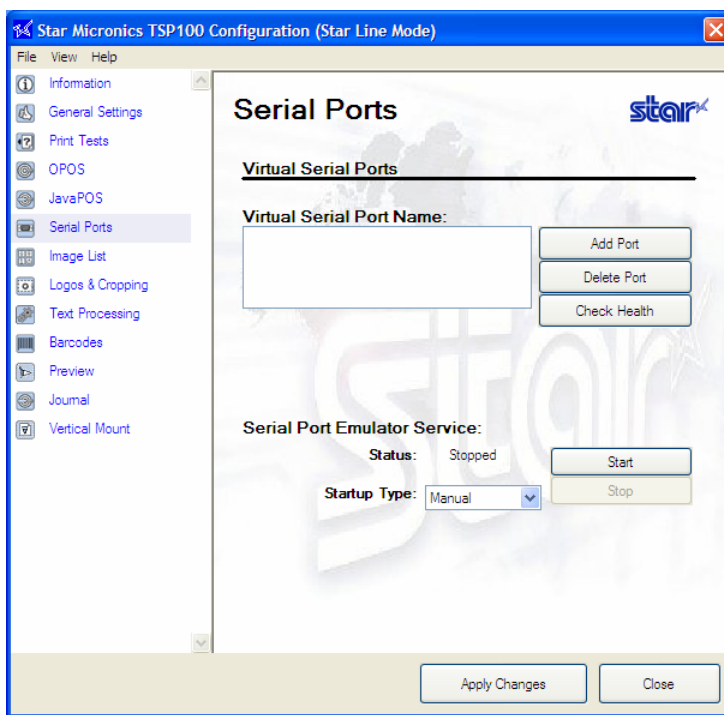 Star Micronics TSP100 Configuration (Star Line Mode)
File View Help
Information
General Settings
Print Tests
OPOS
JavaPOS
Serial Ports
Image List
Logos & Cropping
Text Processing
Barcodes
Preview
Journal
Vertical Mount
Serial Ports
star
Virtual Serial Ports
Virtual Serial Port Name:
Add Port
Delete Port
Check Health
star
Serial Port Emulator Service:
Status: Stopped
Start
Startup Type: Manual
Stop
Apply Changes
Close